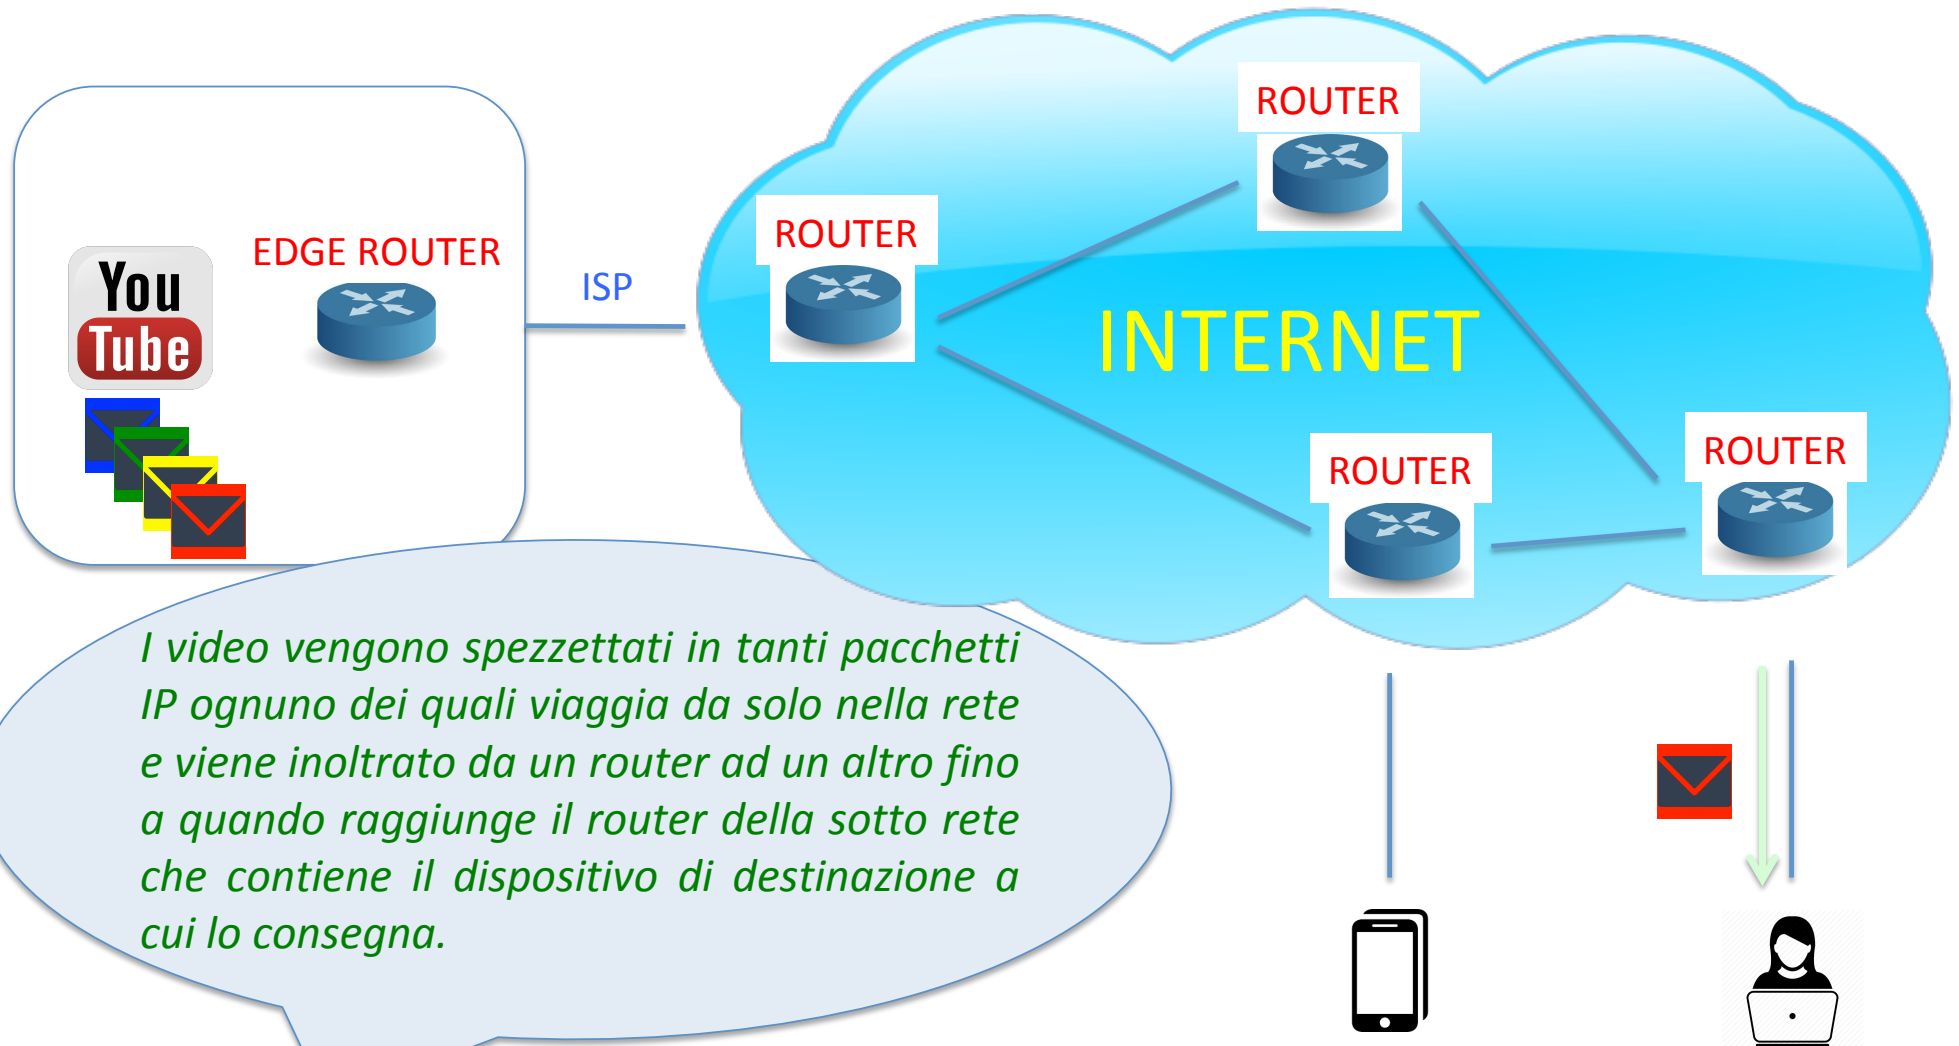 ROUTER
ROUTER
EDGE ROUTER
ISP
You
Tube
INTERNET
ROUTER
ROUTER
I video vengono spezzettati in tanti pacchetti
IP ognuno dei quali viaggia da solo nella rete
e viene inoltrato da un router ad un altro fino
a quando raggiunge il router della sotto rete
che contiene il dispositivo di destinazione a
cui lo consegna.